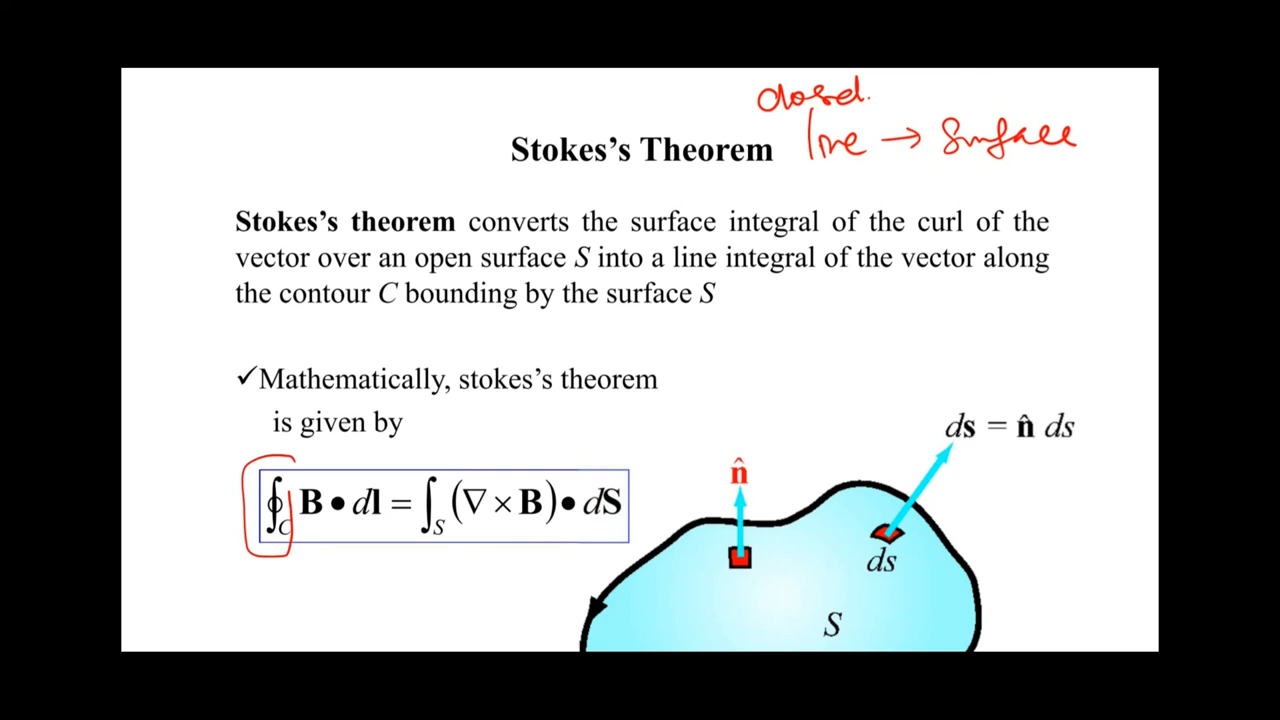 closed.
Stokes's Theorem line → Surface
Stokes's theorem converts the surface integral of the curl of the
vector over an open surface S into a line integral of the vector along
the contour C bounding by the surface S
✓Mathematically, stokes's theorem
is given by
ds = n̂ ds
n̂
∮_C B • dl = ∫_S (∇ × B) • dS
ds
S